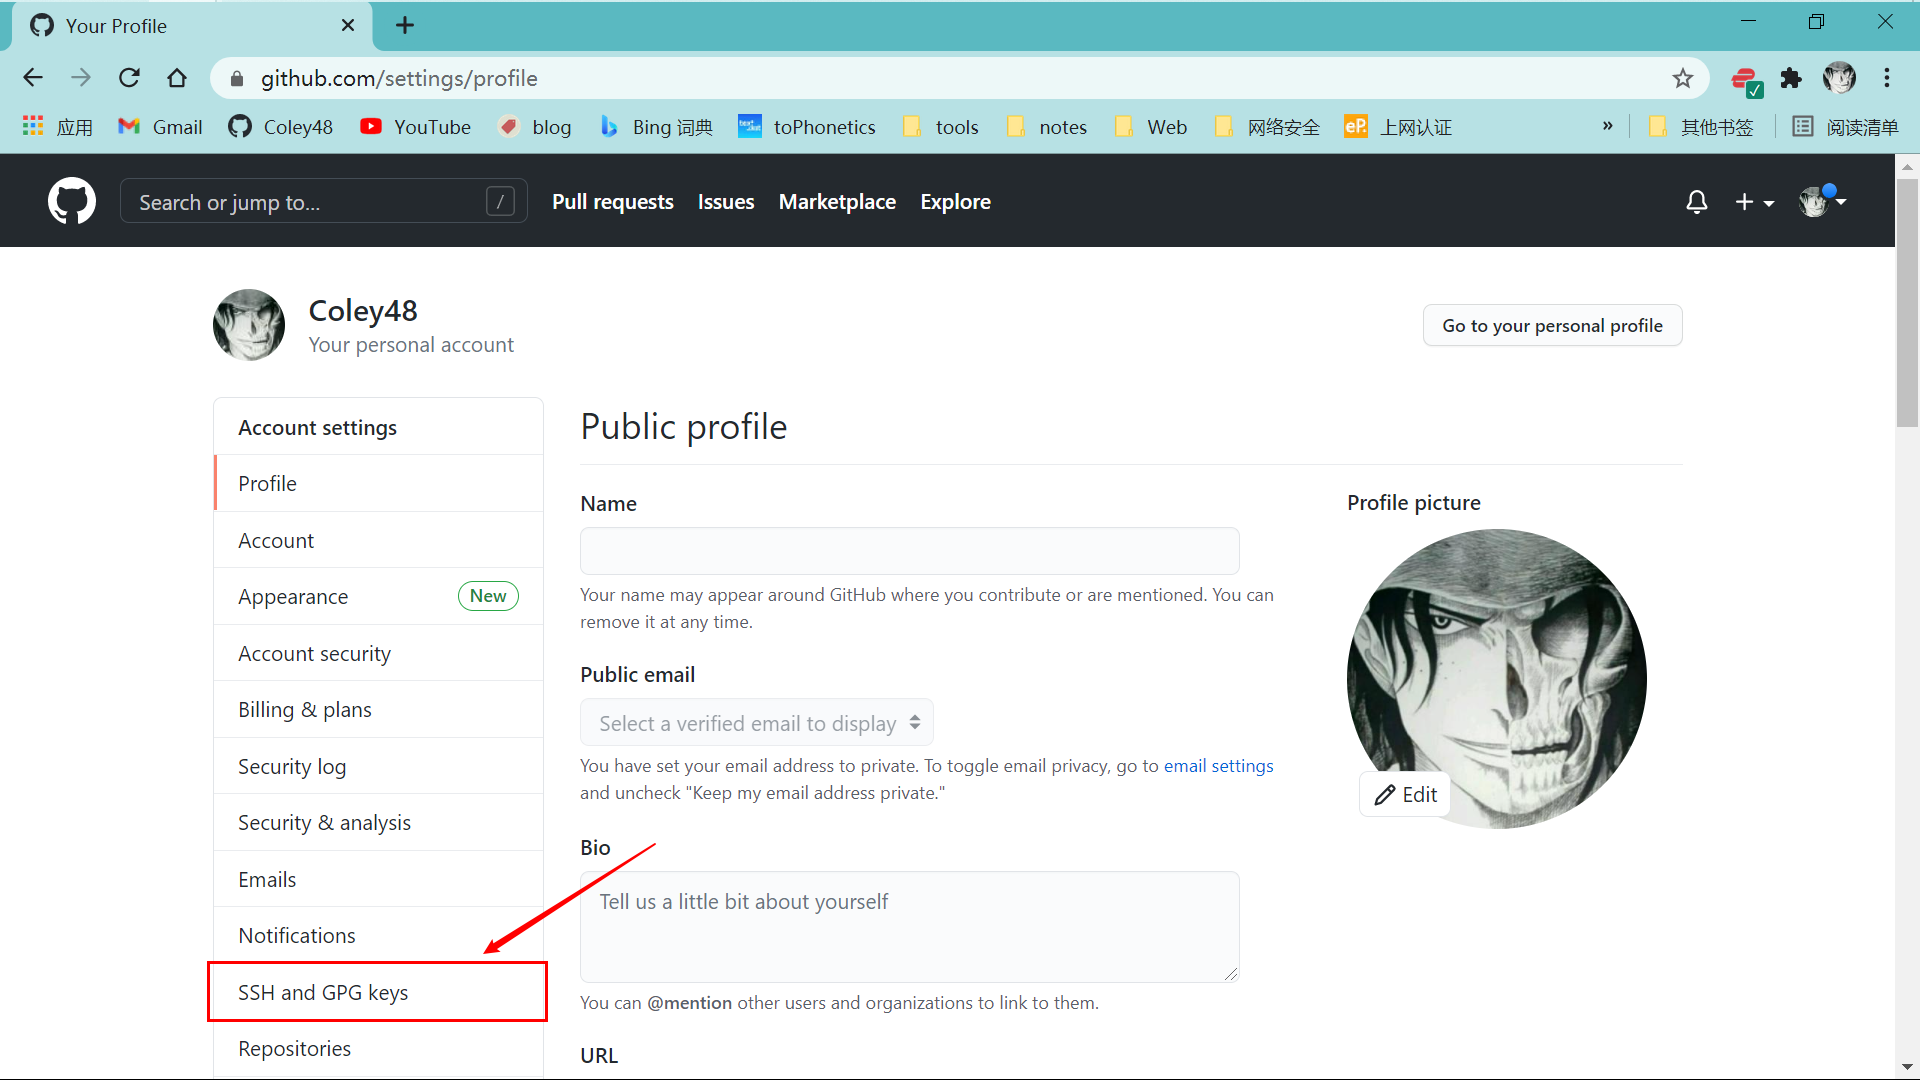 Your Profile
github.com/settings/profile
应用 Gmail Coley48 YouTube blog Bing 词典 toPhonetics tools notes Web 网络安全 eP. 上网认证 » 其他书签 阅读清单
Search or jump to... / Pull requests Issues Marketplace Explore
Coley48
Your personal account
Go to your personal profile
Account settings
Profile
Account
Appearance New
Account security
Billing & plans
Security log
Security & analysis
Emails
Notifications
SSH and GPG keys
Repositories
Public profile
Name
Your name may appear around GitHub where you contribute or are mentioned. You can
remove it at any time.
Public email
Select a verified email to display
You have set your email address to private. To toggle email privacy, go to email settings
and uncheck "Keep my email address private."
Bio
Tell us a little bit about yourself
You can @mention other users and organizations to link to them.
URL
Profile picture
Edit